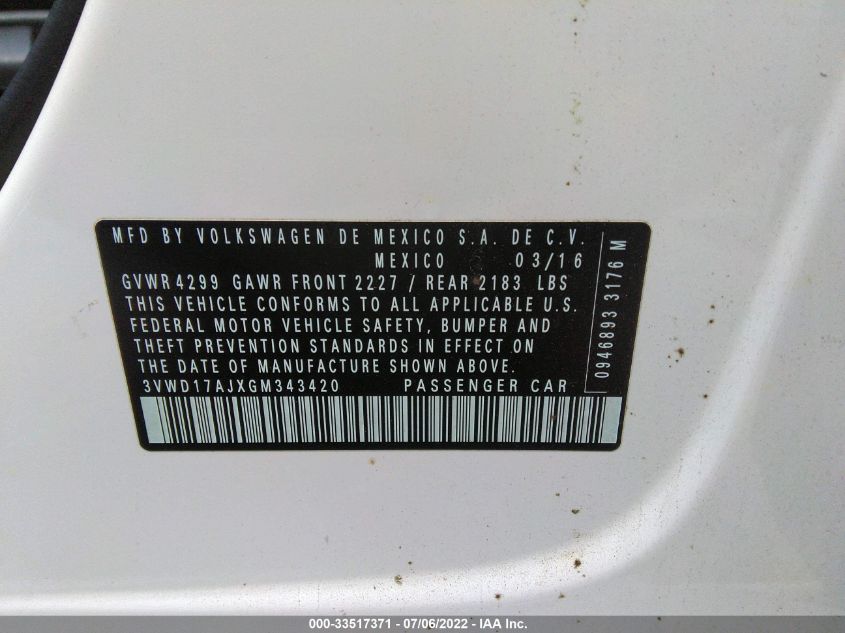 MFD BY VOLKSWAGEN DE MEXICO S.A. DE C.V.
MEXICO 03/16
GVWR 4299 GAWR FRONT 2227 / REAR 2183 LBS
THIS VEHICLE CONFORMS TO ALL APPLICABLE U.S.
FEDERAL MOTOR VEHICLE SAFETY, BUMPER AND
THEFT PREVENTION STANDARDS IN EFFECT ON
THE DATE OF MANUFACTURE SHOWN ABOVE.
3VWD17AJXGM343420 PASSENGER CAR
0946893 3176 M
000-33517371 - 07/06/2022 - IAA Inc.